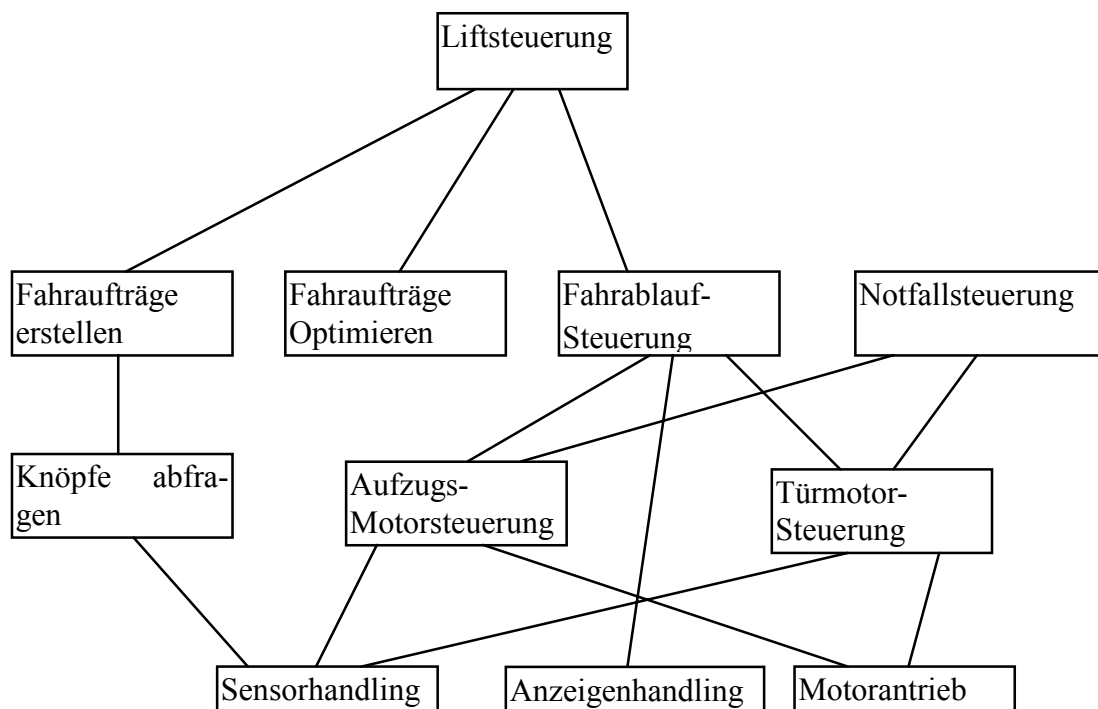 Liftsteuerung
Fahraufträge
erstellen
Fahraufträge
Optimieren
Fahrablauf-
Steuerung
Notfallsteuerung
Knöpfe abfra-
gen
Aufzugs-
Motorsteuerung
Türmotor-
Steuerung
Sensorhandling
Anzeigenhandling
Motorantrieb